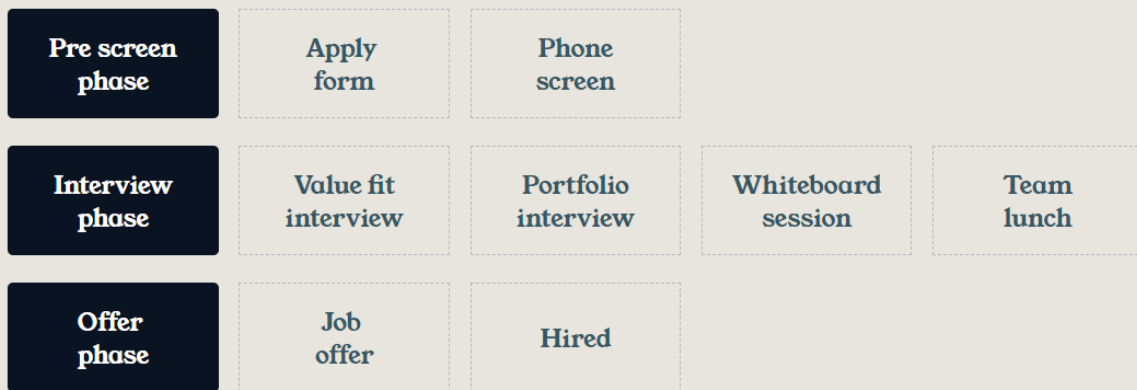 Pre screen
phase
Apply
form
Phone
screen
Interview
phase
Value fit
interview
Portfolio
interview
Whiteboard
session
Team
lunch
Offer
phase
Job
offer
Hired